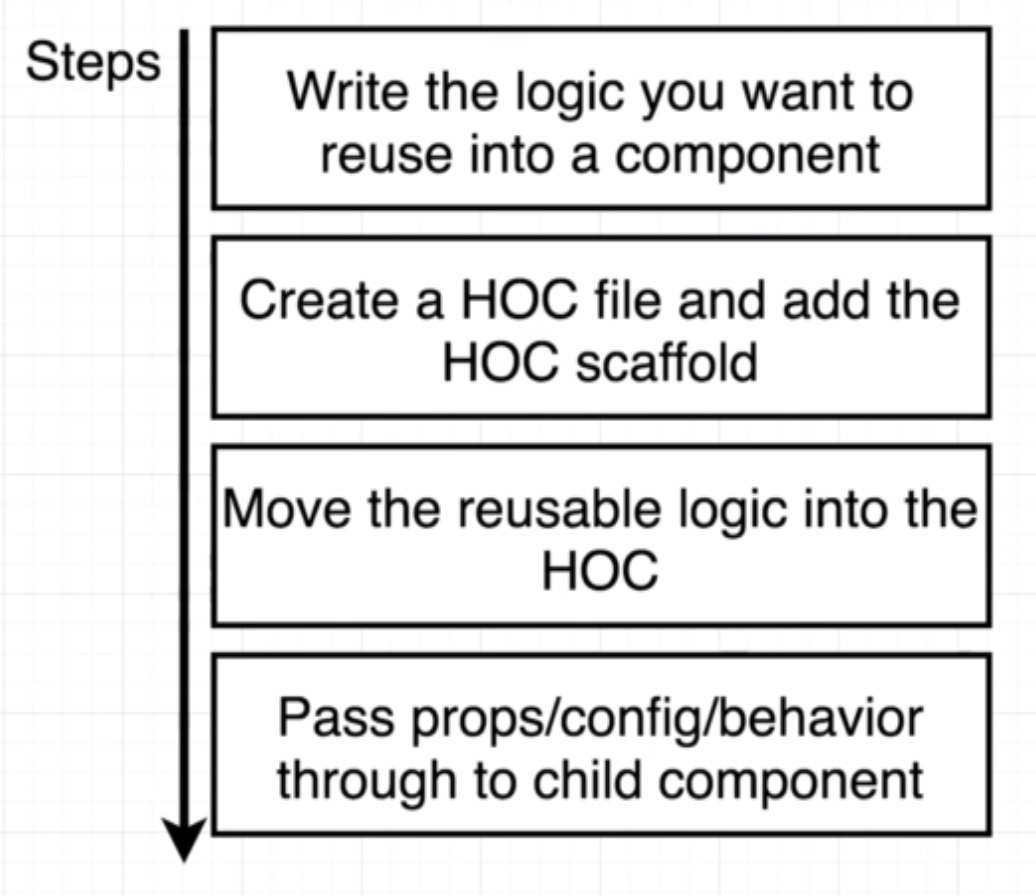 Steps
Write the logic you want to
reuse into a component
Create a HOC file and add the
HOC scaffold
Move the reusable logic into the
HOC
Pass props/config/behavior
through to child component